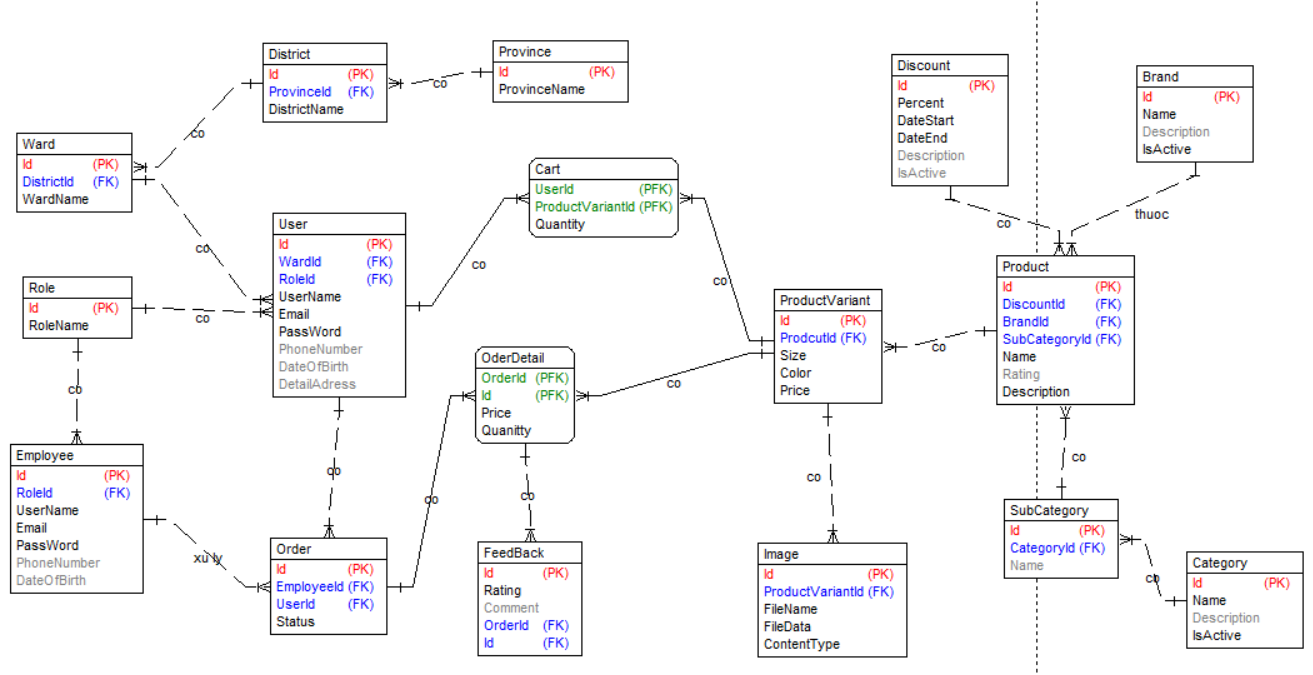 District
Id (PK)
ProvinceId (FK)
DistrictName
Province
Id (PK)
ProvinceName
co
Discount
Id (PK)
Percent
DateStart
DateEnd
Description
IsActive
Brand
Id (PK)
Name
Description
IsActive
Ward
Id (PK)
DistrictId (FK)
WardName
co
Cart
UserId (PFK)
ProductVariantId (PFK)
Quantity
co
thuoc
User
Id (PK)
WardId (FK)
RoleId (FK)
UserName
Email
PassWord
PhoneNumber
DateOfBirth
DetailAdress
co
co
co
Role
Id (PK)
RoleName
co
ProductVariant
Id (PK)
ProdcutId (FK)
Size
Color
Price
co
Product
Id (PK)
DiscountId (FK)
BrandId (FK)
SubCategoryId (FK)
Name
Rating
Description
OderDetail
OrderId (PFK)
Id (PFK)
Price
Quanitty
co
co
Employee
Id (PK)
RoleId (FK)
UserName
Email
PassWord
PhoneNumber
DateOfBirth
co
co
co
co
co
xu ly
Order
Id (PK)
EmployeeId (FK)
UserId (FK)
Status
FeedBack
Id (PK)
Rating
Comment
OrderId (FK)
Id (FK)
Image
Id (PK)
ProductVariantId (FK)
FileName
FileData
ContentType
SubCategory
Id (PK)
CategoryId (FK)
Name
co
Category
Id (PK)
Name
Description
IsActive